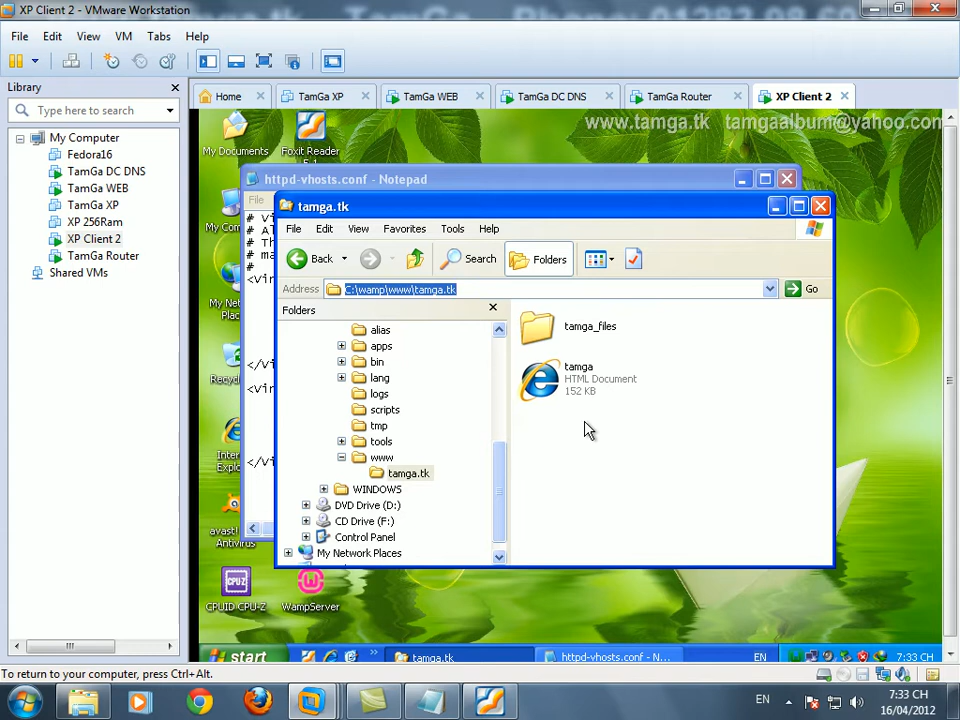 XP Client 2 - VMware Workstation
File Edit View VM Tabs Help
Library
Type here to search
My Computer
Fedora16
TamGa DC DNS
TamGa WEB
TamGa XP
XP 256Ram
XP Client 2
TamGa Router
Shared VMs
Home
TamGa XP
TamGa WEB
TamGa DC DNS
TamGa Router
XP Client 2
www.tamga.tk tamgaalbum@yahoo.com
My Documents
Foxit Reader
httpd-vhosts.conf - Notepad
File
tamga.tk
File Edit View Favorites Tools Help
Back
Search
Folders
Address
C:\wamp\www\tamga.tk
Go
Folders
alias
apps
bin
lang
logs
scripts
tmp
tools
www
tamga.tk
WINDOWS
DVD Drive (D:)
CD Drive (F:)
Control Panel
My Network Places
tamga_files
tamga
HTML Document
152 KB
avast!
Antivirus
CPUID CPU-Z
WampServer
start
tamga.tk
httpd-vhosts.conf - N...
EN
7:33 CH
To return to your computer, press Ctrl+Alt.
EN
7:33 CH
16/04/2012